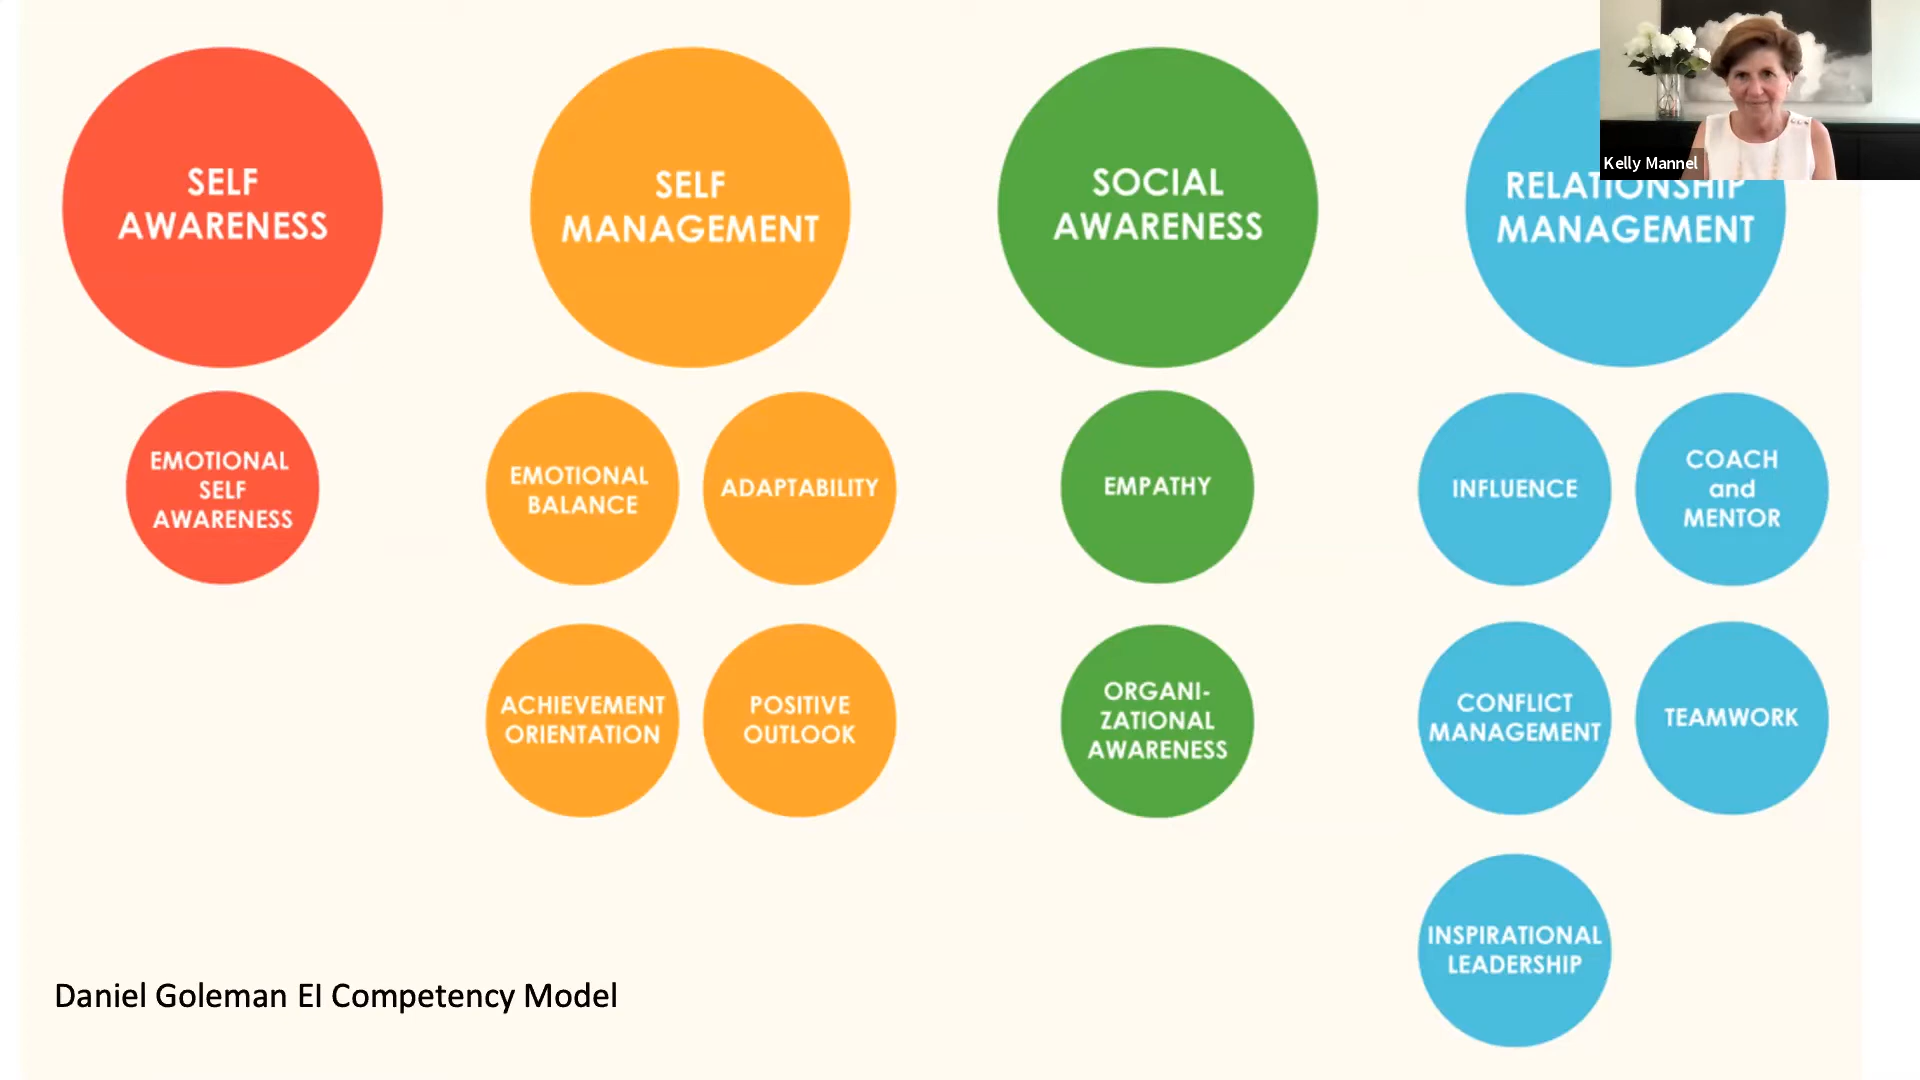 SELF
AWARENESS
SELF
MANAGEMENT
SOCIAL
AWARENESS
Kelly Mannel
RELATIONSHIP
MANAGEMENT
EMOTIONAL
SELF
AWARENESS
EMOTIONAL
BALANCE
ADAPTABILITY
EMPATHY
INFLUENCE
COACH
and
MENTOR
ACHIEVEMENT
ORIENTATION
POSITIVE
OUTLOOK
ORGANI-
ZATIONAL
AWARENESS
CONFLICT
MANAGEMENT
TEAMWORK
INSPIRATIONAL
LEADERSHIP
Daniel Goleman EI Competency Model